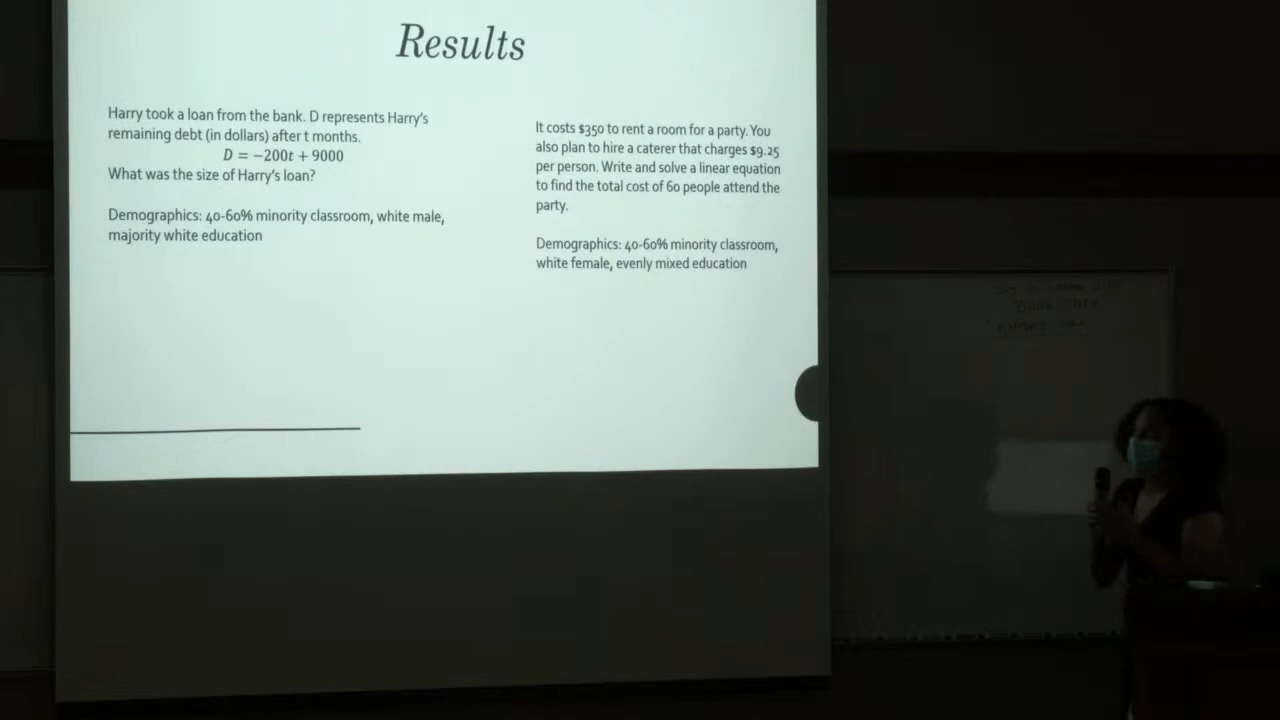 Results
Harry took a loan from the bank. D represents Harry's
remaining debt (in dollars) after t months.
D = −200t + 9000
What was the size of Harry's loan?
Demographics: 40-60% minority classroom, white male,
majority white education
It costs $350 to rent a room for a party. You
also plan to hire a caterer that charges $9.25
per person. Write and solve a linear equation
to find the total cost of 60 people attend the
party.
Demographics: 40-60% minority classroom,
white female, evenly mixed education